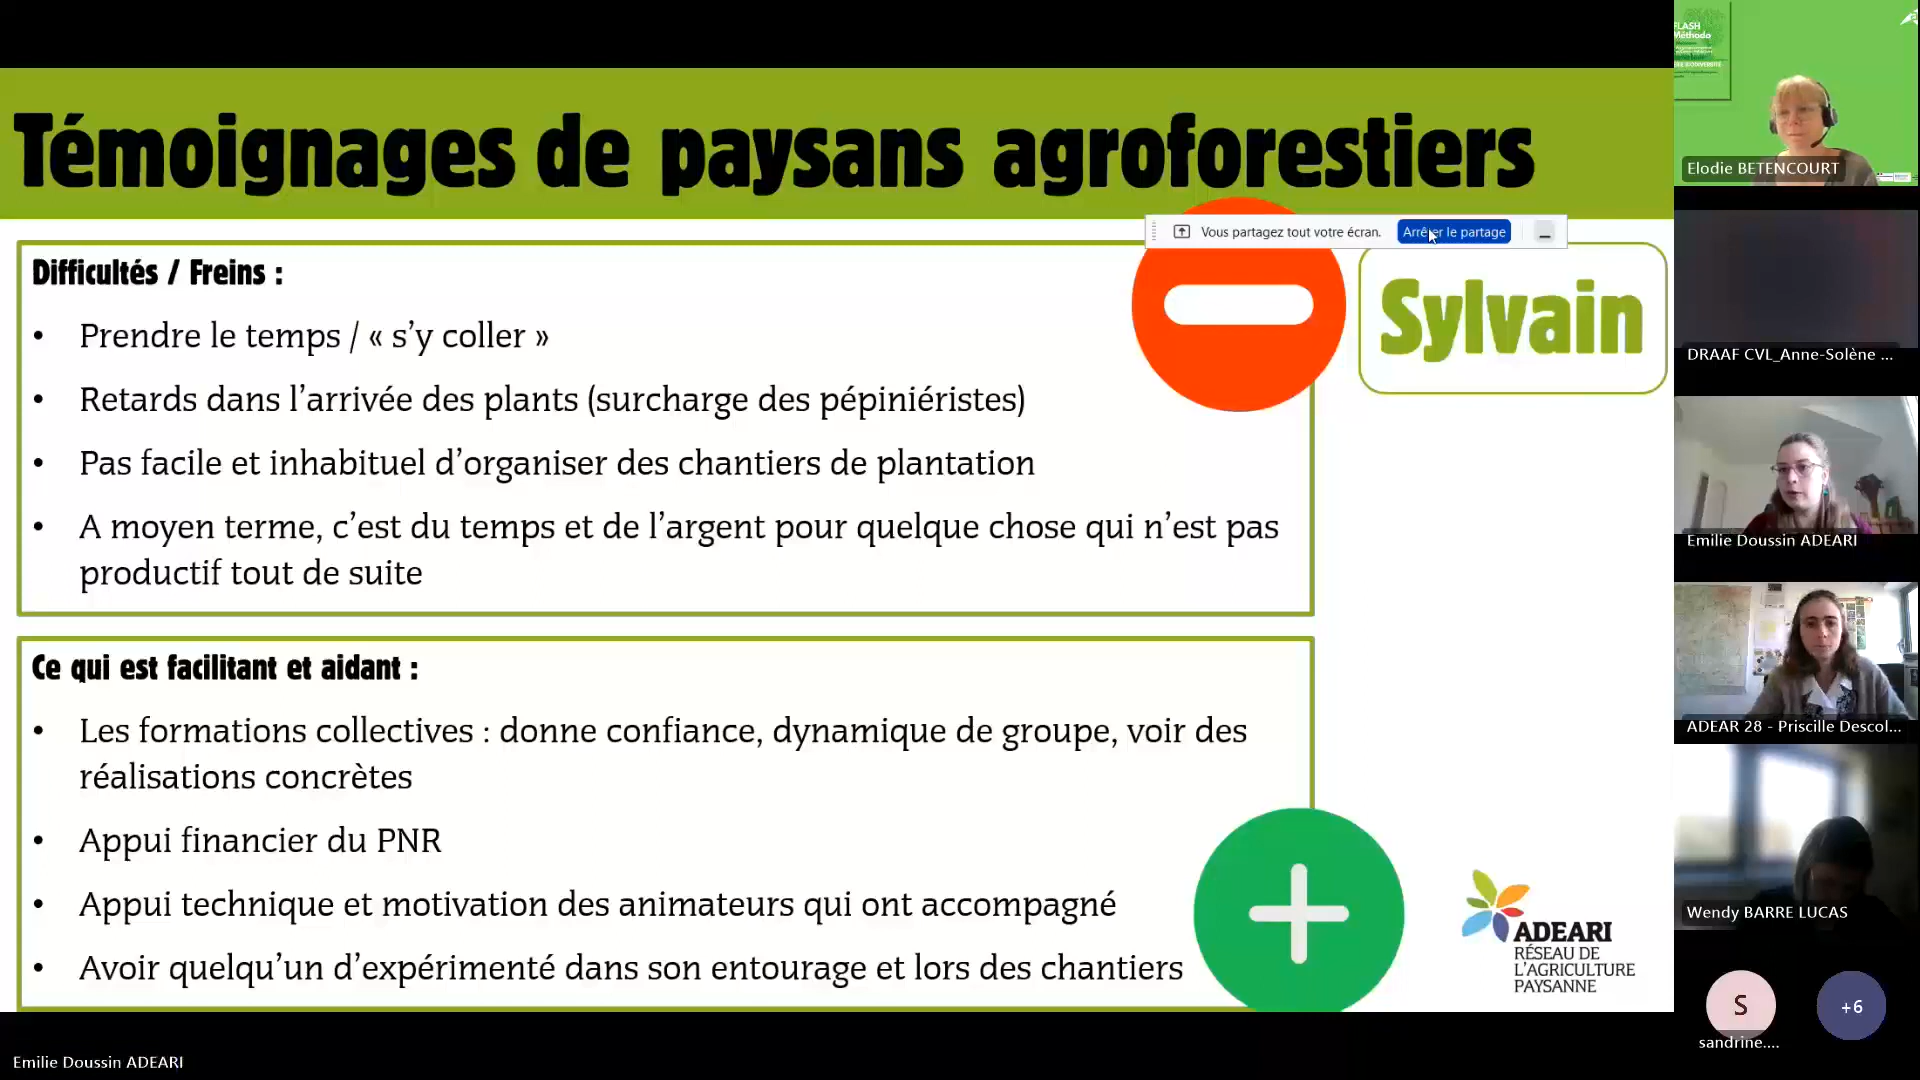 Témoignages de paysans agroforestiers
Vous partagez tout votre écran.
Arrêter le partage
Difficultés / Freins :
• Prendre le temps / « s’y coller »
• Retards dans l’arrivée des plants (surcharge des pépiniéristes)
• Pas facile et inhabituel d’organiser des chantiers de plantation
• A moyen terme, c’est du temps et de l’argent pour quelque chose qui n’est pas
productif tout de suite
Sylvain
Ce qui est facilitant et aidant :
• Les formations collectives : donne confiance, dynamique de groupe, voir des
réalisations concrètes
• Appui financier du PNR
• Appui technique et motivation des animateurs qui ont accompagné
• Avoir quelqu’un d’expérimenté dans son entourage et lors des chantiers
ADEARI
RÉSEAU DE
L’AGRICULTURE
PAYSANNE
Emilie Doussin ADEARI
FLASH
Méthodo
Elodie BETENCOURT
DRAAF CVL_Anne-Solène ...
Emilie Doussin ADEARI
ADEAR 28 - Priscille Descol...
Wendy BARRE LUCAS
S
+6
sandrine....